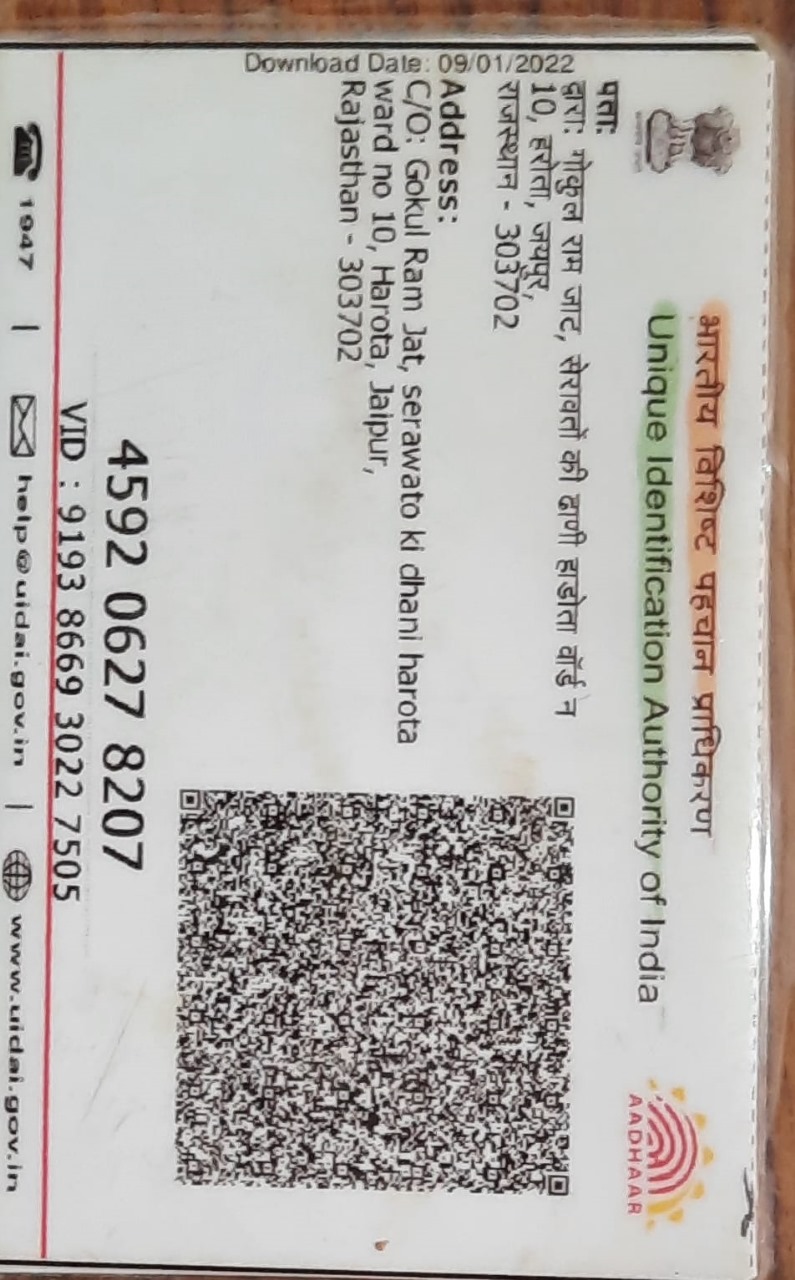 भारतीय विशिष्ट पहचान प्राधिकरण
Unique Identification Authority of India
AADHAAR
पता:
द्वारा: गोकुल राम जाट, सेरावतों की ढाणी हाडोता वॉर्ड न
10, हरोता, जयपुर,
राजस्थान - 303702
Address:
C/O: Gokul Ram Jat, serawato ki dhani harota
ward no 10, Harota, Jaipur,
Rajasthan - 303702
Download Date: 09/01/2022
4592 0627 8207
VID : 9193 8669 3022 7505
1947 | help@uidai.gov.in | www.uidai.gov.in